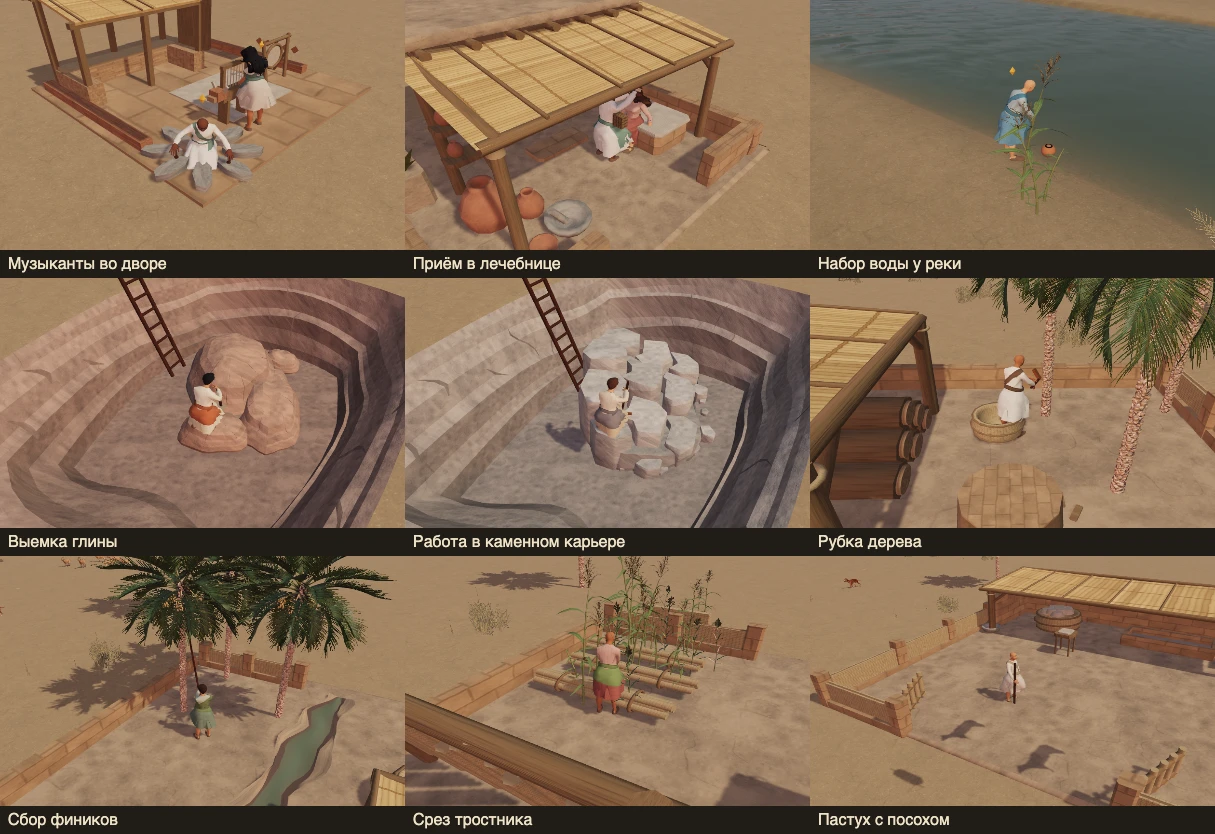 Музыканты во дворе
Приём в лечебнице
Набор воды у реки
Выемка глины
Работа в каменном карьере
Рубка дерева
Сбор фиников
Срез тростника
Пастух с посохом